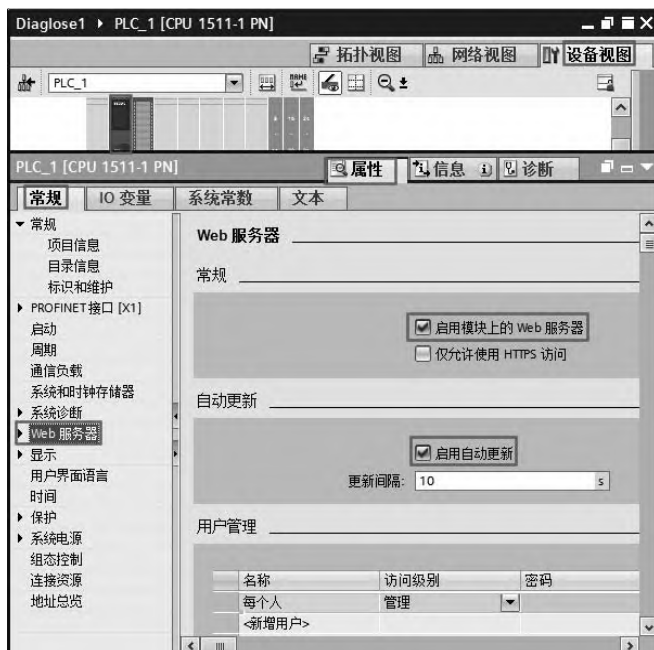 Diaglose1 ▸ PLC_1 [CPU 1511-1 PN]
拓扑视图 网络视图 设备视图
PLC_1
PLC_1 [CPU 1511-1 PN]
属性 信息 诊断
常规 IO 变量 系统常数 文本
常规
项目信息
目录信息
标识和维护
PROFINET接口 [X1]
启动
周期
通信负载
系统和时钟存储器
系统诊断
Web 服务器
显示
用户界面语言
时间
保护
系统电源
组态控制
连接资源
地址总览
Web 服务器
常规
启用模块上的 Web 服务器
仅允许使用 HTTPS 访问
自动更新
启用自动更新
更新间隔: 10 s
用户管理
名称 访问级别 密码
每个人 管理
<新增用户>